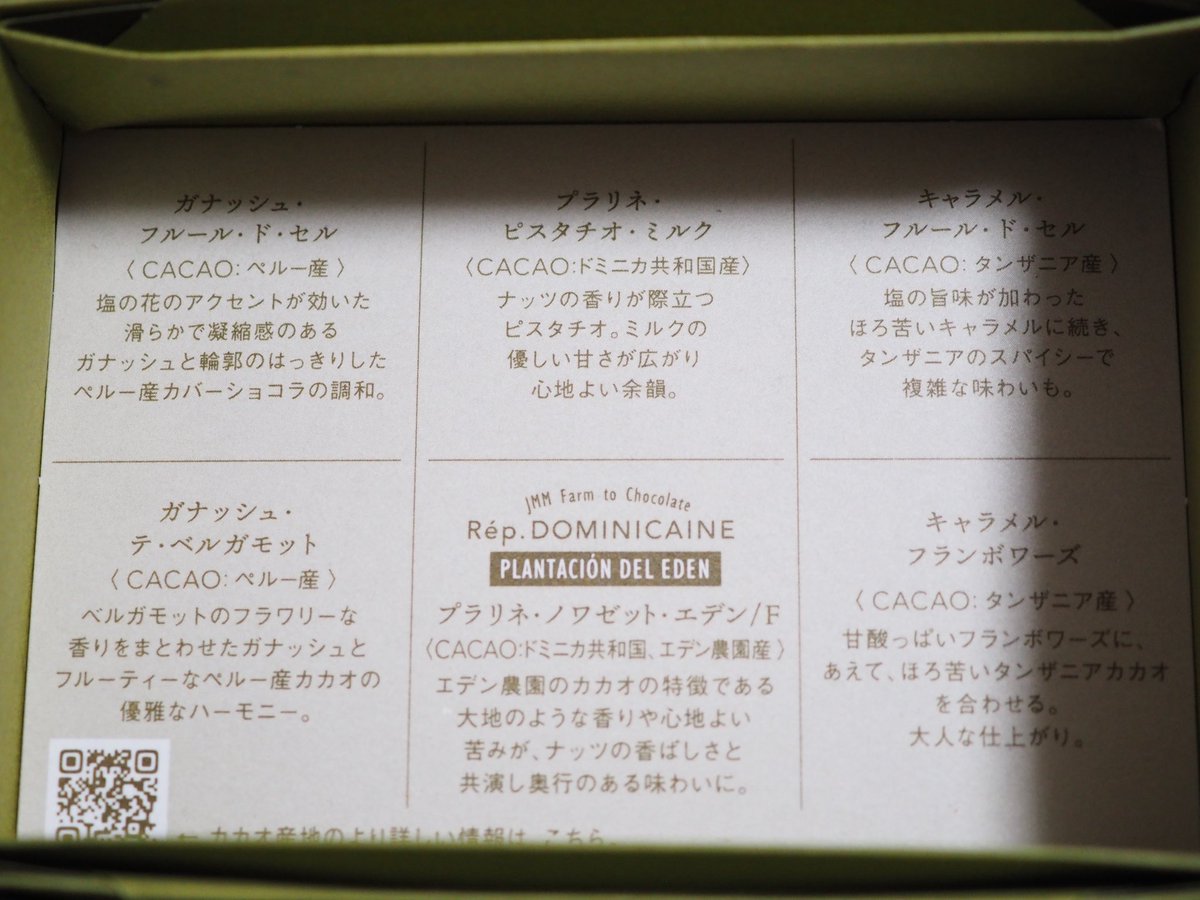 ガナッシュ・
フルール・ド・セル
〈 CACAO: ペルー産 〉
塩の花のアクセントが効いた
滑らかで凝縮感のある
ガナッシュと輪郭のはっきりした
ペルー産カバーショコラの調和。
プラリネ・
ピスタチオ・ミルク
〈CACAO:ドミニカ共和国産〉
ナッツの香りが際立つ
ピスタチオ。ミルクの
優しい甘さが広がり
心地よい余韻。
キャラメル・
フルール・ド・セル
〈 CACAO: タンザニア産 〉
塩の旨味が加わった
ほろ苦いキャラメルに続き、
タンザニアのスパイシーで
複雑な味わいも。
ガナッシュ・
テ・ベルガモット
〈 CACAO: ペルー産 〉
ベルガモットのフラワリーな
香りをまとわせたガナッシュと
フルーティーなペルー産カカオの
優雅なハーモニー。
JMM Farm to Chocolate
Rép. DOMINICAINE
PLANTACIÓN DEL EDEN
プラリネ・ノワゼット・エデン/F
〈CACAO:ドミニカ共和国、エデン農園産 〉
エデン農園のカカオの特徴である
大地のような香りや心地よい
苦みが、ナッツの香ばしさと
共演し奥行のある味わいに。
キャラメル・
フランボワーズ
〈 CACAO: タンザニア産 〉
甘酸っぱいフランボワーズに、
あえて、ほろ苦いタンザニアカカオ
を合わせる。
大人な仕上がり。
← カカオ産地のより詳しい情報は、こちら。